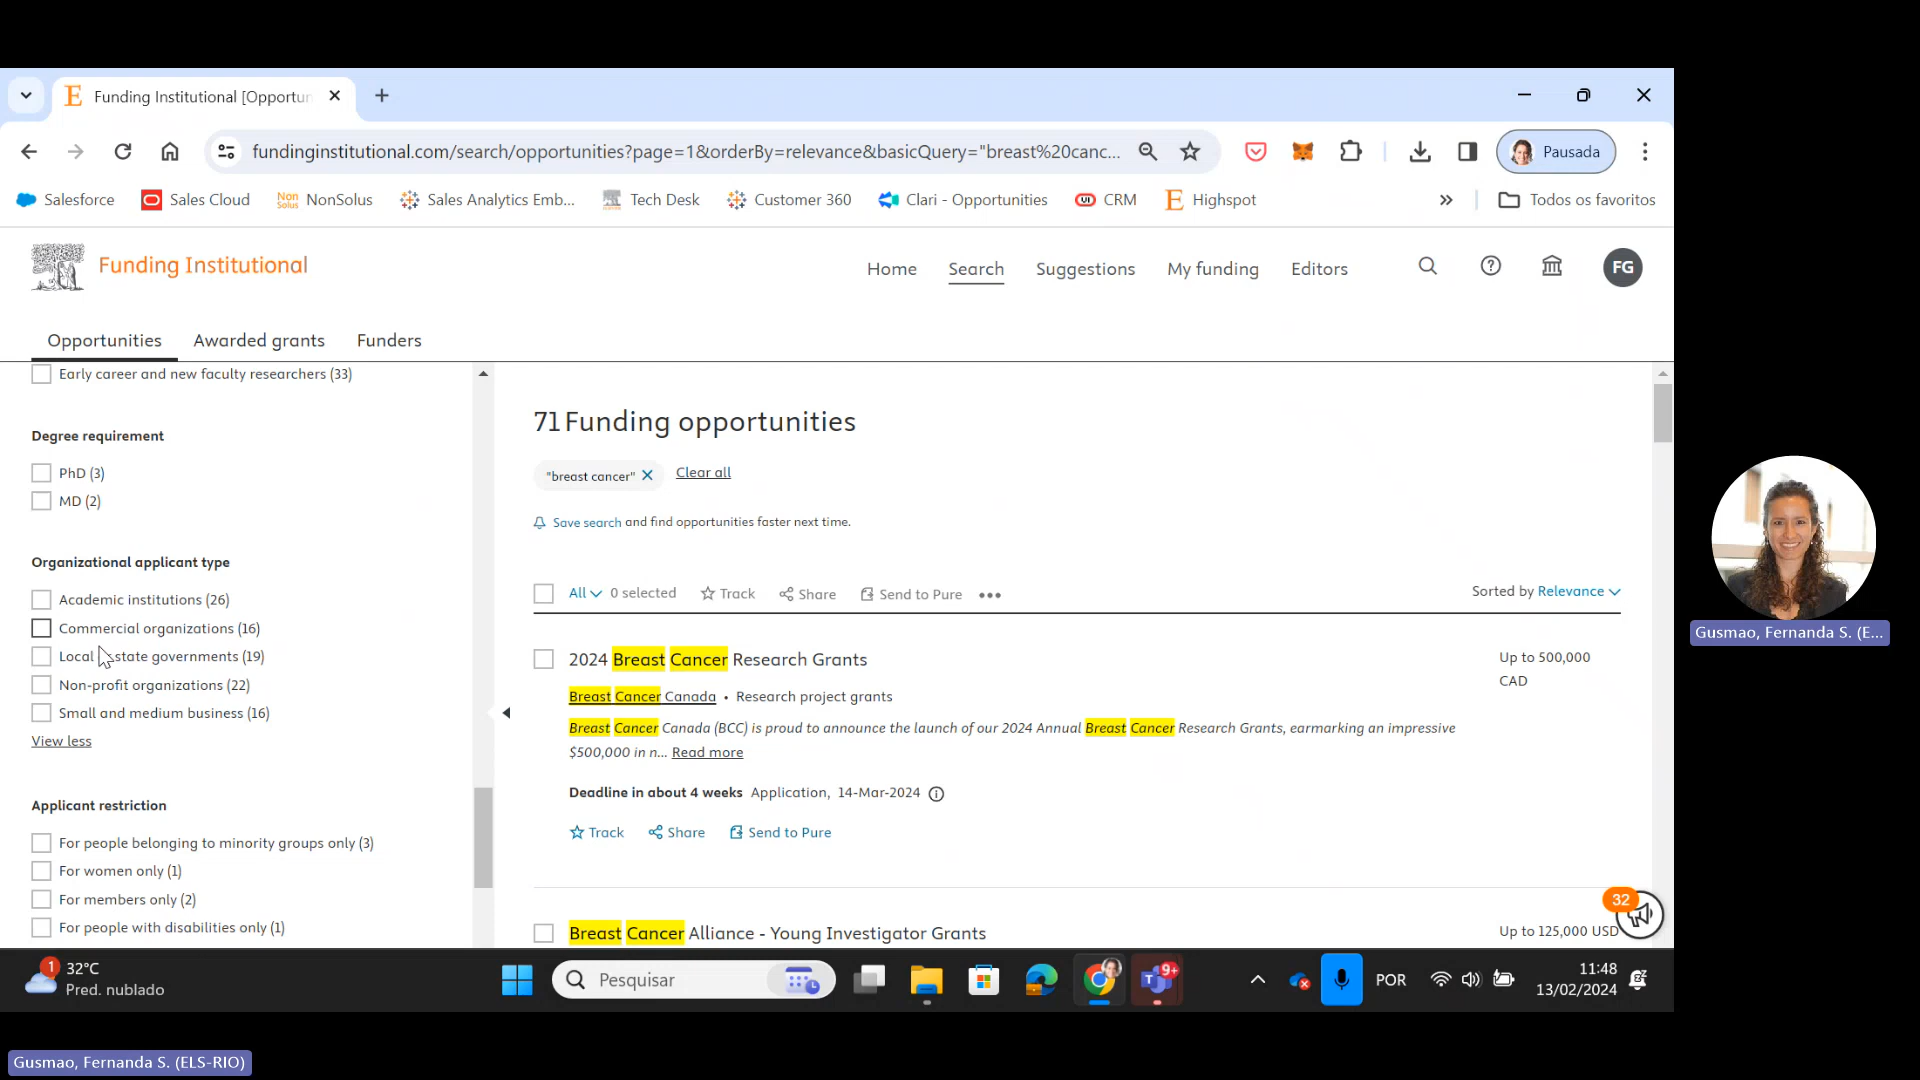 Funding Institutional [Opportun
fundinginstitutional.com/search/opportunities?page=1&orderBy=relevance&basicQuery="breast%20canc...
Pausada
Salesforce
Sales Cloud
Non Solus
NonSolus
Sales Analytics Emb...
Tech Desk
Customer 360
Clari - Opportunities
CRM
Highspot
Todos os favoritos
Funding Institutional
Home
Search
Suggestions
My funding
Editors
FG
Opportunities
Awarded grants
Funders
Early career and new faculty researchers (33)
Degree requirement
PhD (3)
MD (2)
Organizational applicant type
Academic institutions (26)
Commercial organizations (16)
Local state governments (19)
Non-profit organizations (22)
Small and medium business (16)
View less
Applicant restriction
For people belonging to minority groups only (3)
For women only (1)
For members only (2)
For people with disabilities only (1)
71 Funding opportunities
"breast cancer"
Clear all
Save search and find opportunities faster next time.
All
0 selected
Track
Share
Send to Pure
Sorted by Relevance
2024 Breast Cancer Research Grants
Up to 500,000
CAD
Breast Cancer Canada • Research project grants
Breast Cancer Canada (BCC) is proud to announce the launch of our 2024 Annual Breast Cancer Research Grants, earmarking an impressive
$500,000 in n... Read more
Deadline in about 4 weeks Application, 14-Mar-2024
Track
Share
Send to Pure
32
Breast Cancer Alliance - Young Investigator Grants
Up to 125,000 USD
1
32°C
Pred. nublado
Pesquisar
9+
POR
11:48
13/02/2024
Gusmao, Fernanda S. (E...
Gusmao, Fernanda S. (ELS-RIO)